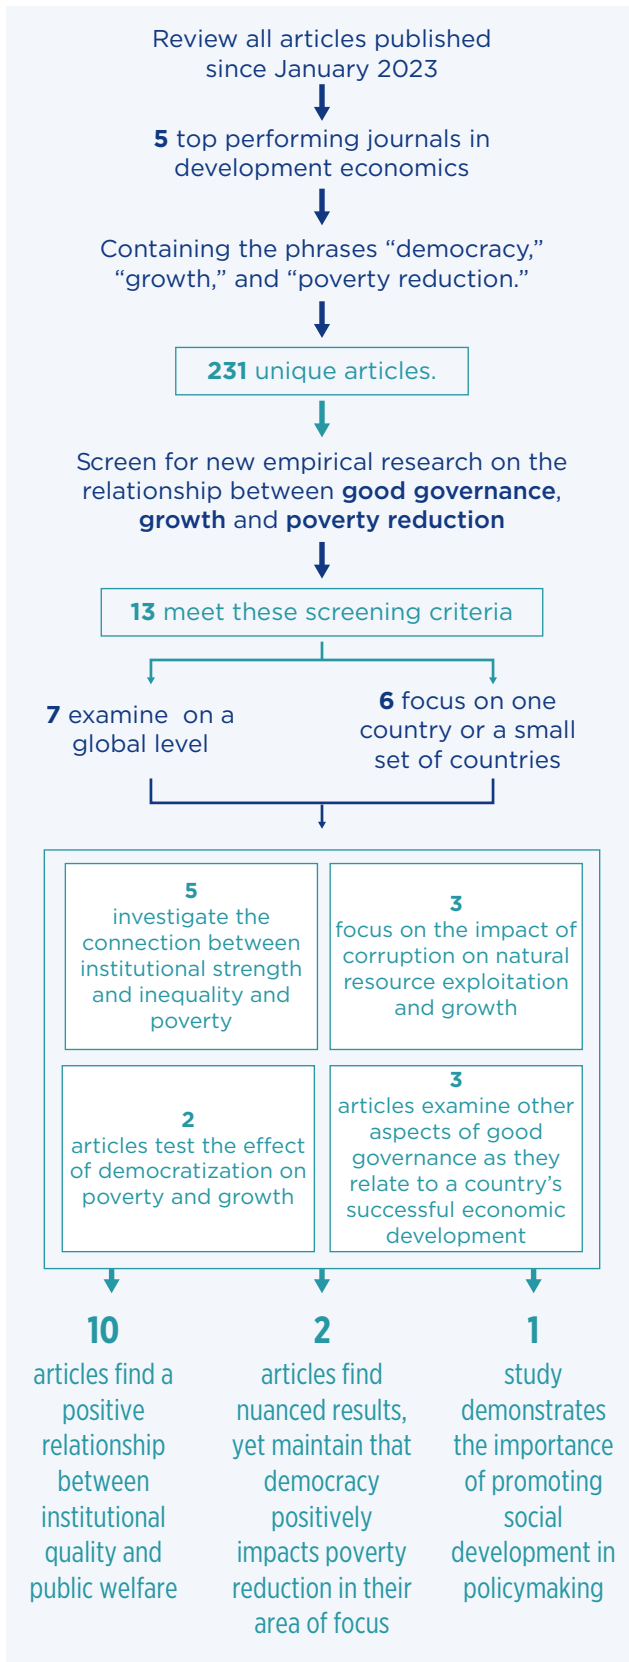 Review all articles published
since January 2023
5 top performing journals in
development economics
Containing the phrases “democracy,”
“growth,” and “poverty reduction.”
231 unique articles.
Screen for new empirical research on the
relationship between good governance,
growth and poverty reduction
13 meet these screening criteria
7 examine on a
global level
6 focus on one
country or a small
set of countries
5
investigate the
connection between
institutional strength
and inequality and
poverty
3
focus on the impact of
corruption on natural
resource exploitation
and growth
2
articles test the effect
of democratization on
poverty and growth
3
articles examine other
aspects of good
governance as they
relate to a country’s
successful economic
development
10
articles find a
positive
relationship
between
institutional
quality and
public welfare
2
articles find
nuanced results,
yet maintain that
democracy
positively
impacts poverty
reduction in their
area of focus
1
study
demonstrates
the importance
of promoting
social
development in
policymaking